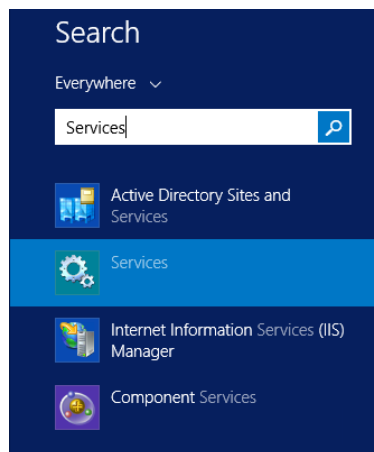 Search
Everywhere
Services
Active Directory Sites and
Services
Services
Internet Information Services (IIS)
Manager
Component Services